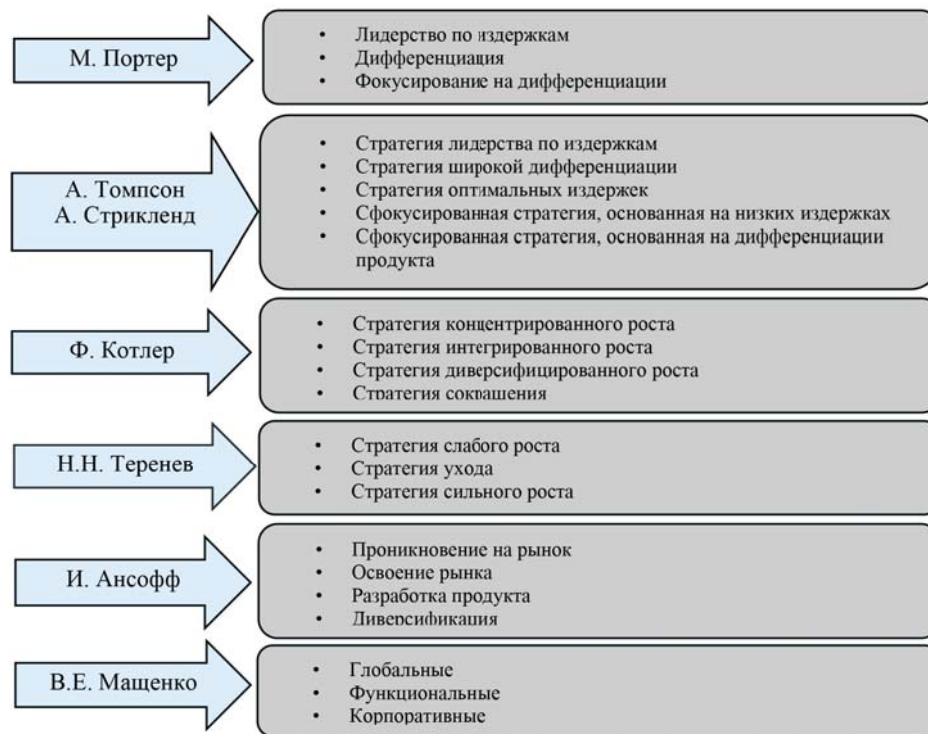 М. Портер
• Лидерство по издержкам
• Дифференциация
• Фокусирование на дифференциации
А. Томпсон
А. Стрикленд
• Стратегия лидерства по издержкам
• Стратегия широкой дифференциации
• Стратегия оптимальных издержек
• Сфокусированная стратегия, основанная на низких издержках
• Сфокусированная стратегия, основанная на дифференциации
продукта
Ф. Котлер
• Стратегия концентрированного роста
• Стратегия интегрированного роста
• Стратегия диверсифицированного роста
• Стратегия сокращения
Н.Н. Теренев
• Стратегия слабого роста
• Стратегия ухода
• Стратегия сильного роста
И. Ансофф
• Проникновение на рынок
• Освоение рынка
• Разработка продукта
• Диверсификация
В.Е. Мащенко
• Глобальные
• Функциональные
• Корпоративные